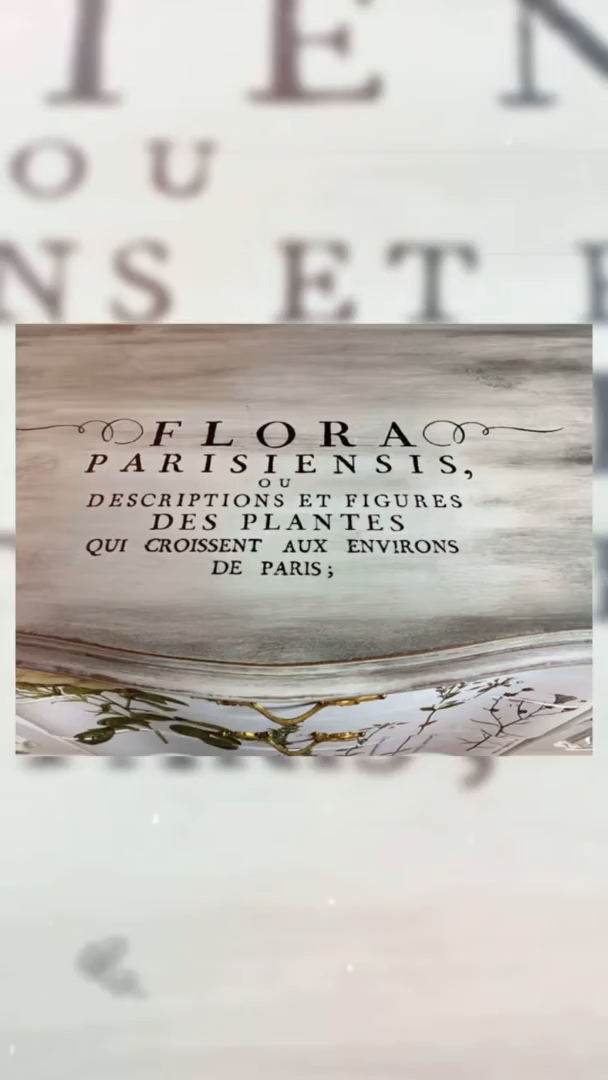 FLORA
PARISIENSIS,
OU
DESCRIPTIONS ET FIGURES
DES PLANTES
QUI CROISSENT AUX ENVIRONS
DE PARIS;